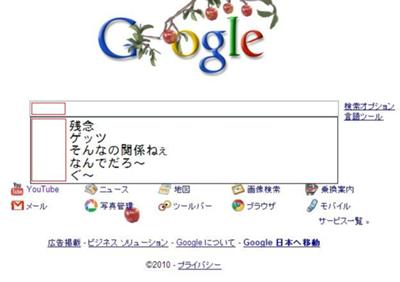 Google
検索オプション
言語ツール
残念
ゲッツ
そんなの関係ねぇ
なんでだろ～
ぐ～
YouTube ニュース 地図 画像検索 乗換案内
メール 写真管理 ツールバー ブラウザ モバイル
サービス一覧 »
広告掲載 - ビジネス ソリューション - Google について - Google 日本へ移動
©2010 - プライバシー